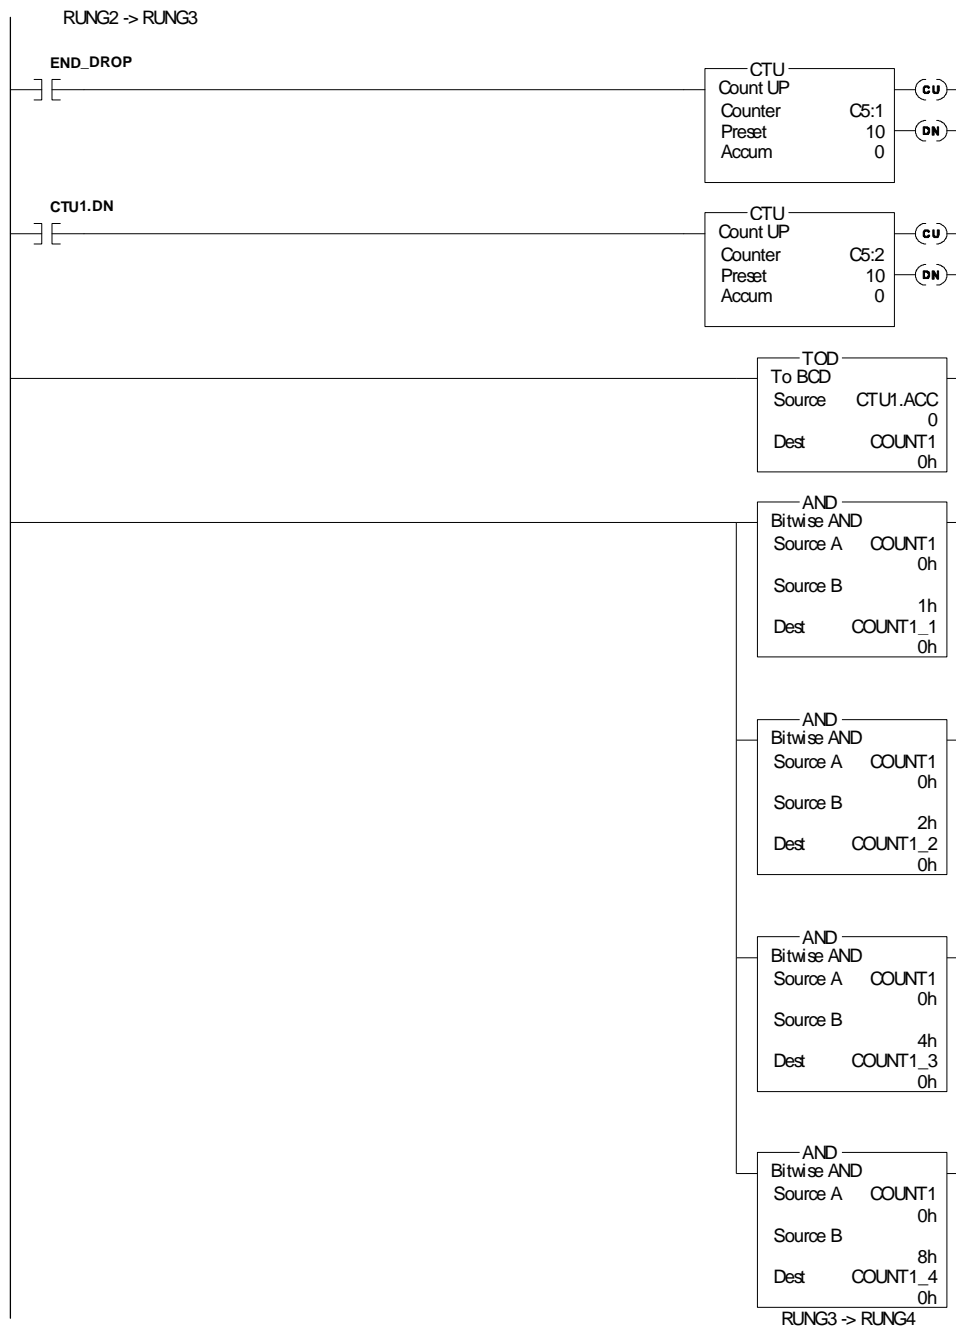 RUNG2 -> RUNG3
END_DROP
CTU
Count UP
Counter C5:1
Preset 10
Accum 0
CU
DN
CTU1.DN
CTU
Count UP
Counter C5:2
Preset 10
Accum 0
CU
DN
TOD
To BCD
Source CTU1.ACC
0
Dest COUNT1
0h
AND
Bitwise AND
Source A COUNT1
0h
Source B
1h
Dest COUNT1_1
0h
AND
Bitwise AND
Source A COUNT1
0h
Source B
2h
Dest COUNT1_2
0h
AND
Bitwise AND
Source A COUNT1
0h
Source B
4h
Dest COUNT1_3
0h
AND
Bitwise AND
Source A COUNT1
0h
Source B
8h
Dest COUNT1_4
0h
RUNG3 -> RUNG4